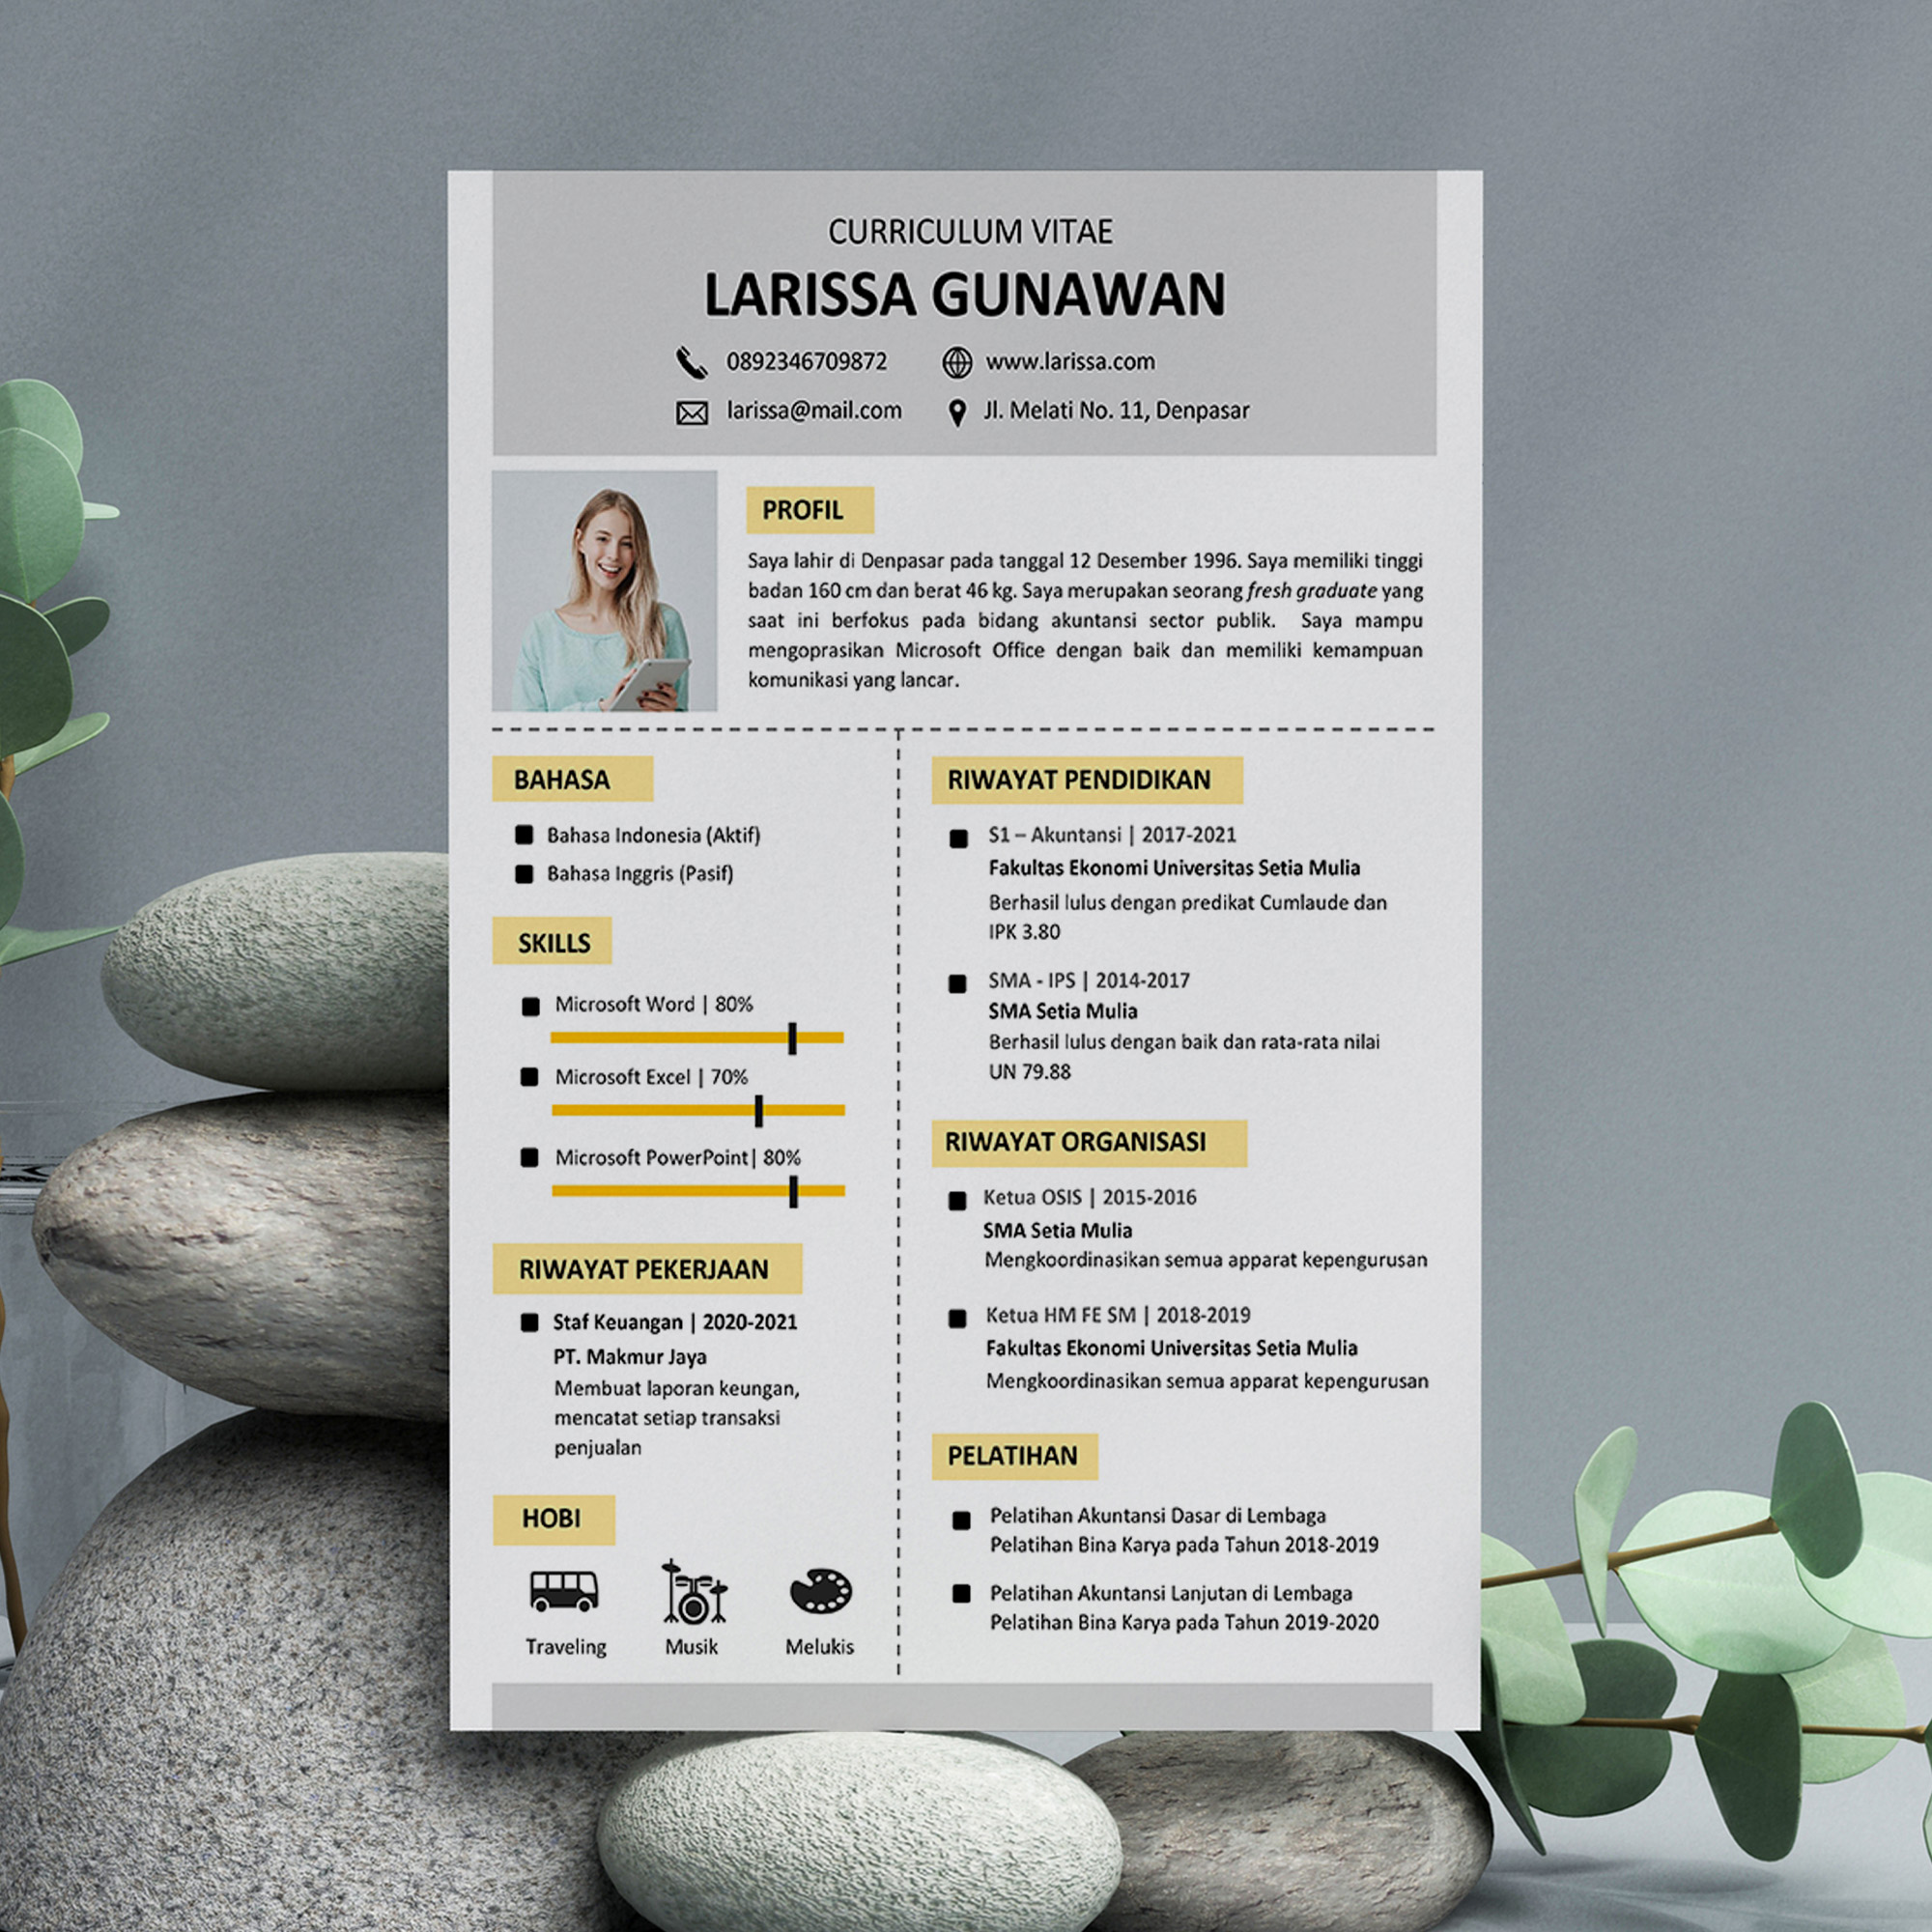 CURRICULUM VITAE
LARISSA GUNAWAN
0892346709872
www.larissa.com
larissa@mail.com
Jl. Melati No. 11, Denpasar
PROFIL
Saya lahir di Denpasar pada tanggal 12 Desember 1996. Saya memiliki tinggi
badan 160 cm dan berat 46 kg. Saya merupakan seorang fresh graduate yang
saat ini berfokus pada bidang akuntansi sector publik. Saya mampu
mengoprasikan Microsoft Office dengan baik dan memiliki kemampuan
komunikasi yang lancar.
BAHASA
Bahasa Indonesia (Aktif)
Bahasa Inggris (Pasif)
SKILLS
Microsoft Word | 80%
Microsoft Excel | 70%
Microsoft PowerPoint| 80%
RIWAYAT PEKERJAAN
Staf Keuangan | 2020-2021
PT. Makmur Jaya
Membuat laporan keungan,
mencatat setiap transaksi
penjualan
HOBI
Traveling
Musik
Melukis
RIWAYAT PENDIDIKAN
S1 – Akuntansi | 2017-2021
Fakultas Ekonomi Universitas Setia Mulia
Berhasil lulus dengan predikat Cumlaude dan
IPK 3.80
SMA - IPS | 2014-2017
SMA Setia Mulia
Berhasil lulus dengan baik dan rata-rata nilai
UN 79.88
RIWAYAT ORGANISASI
Ketua OSIS | 2015-2016
SMA Setia Mulia
Mengkoordinasikan semua apparat kepengurusan
Ketua HM FE SM | 2018-2019
Fakultas Ekonomi Universitas Setia Mulia
Mengkoordinasikan semua apparat kepengurusan
PELATIHAN
Pelatihan Akuntansi Dasar di Lembaga
Pelatihan Bina Karya pada Tahun 2018-2019
Pelatihan Akuntansi Lanjutan di Lembaga
Pelatihan Bina Karya pada Tahun 2019-2020